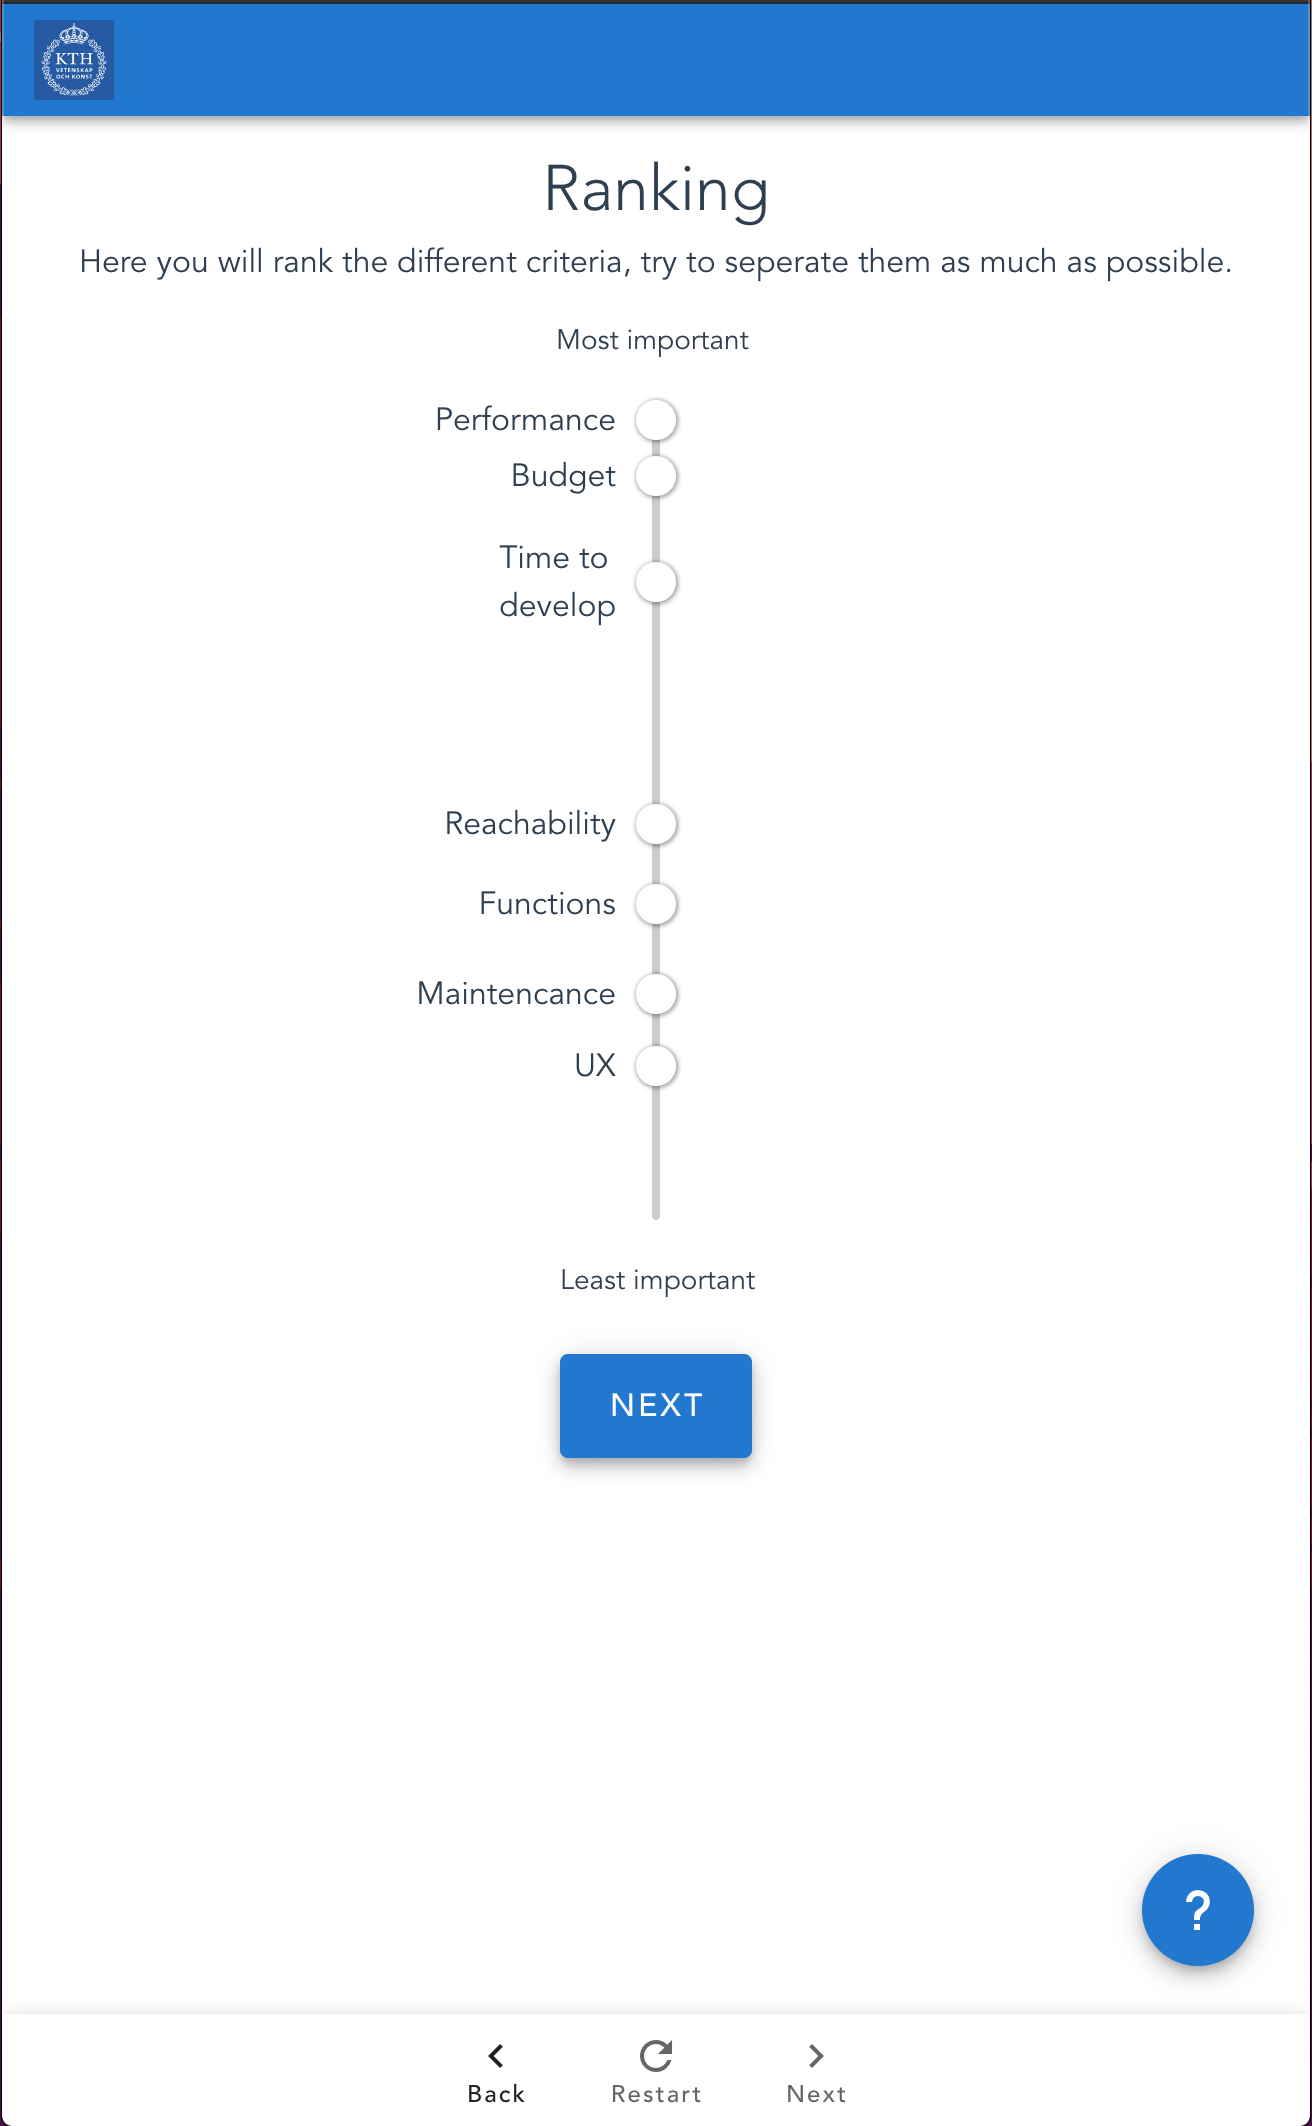 KTH
VETENSKAP
OCH KONST
Ranking
Here you will rank the different criteria, try to seperate them as much as possible.
Most important
Performance
Budget
Time to
develop
Reachability
Functions
Maintencance
UX
Least important
NEXT
?
Back
Restart
Next